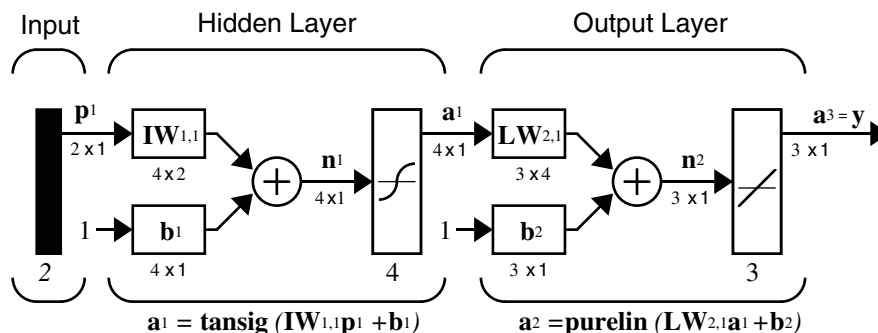 Input Hidden Layer Output Layer
p1 a1 a3 = y
IW1,1 LW2,1
2 x 1 4 x 1 3 x 1
4 x 2 n1 3 x 4 n2
4 x 1 3 x 1
1 b1 1 b2
2 4 x 1 4 3 x 1 3
a1 = tansig (IW1,1p1 + b1) a2 =purelin (LW2,1a1 +b2)